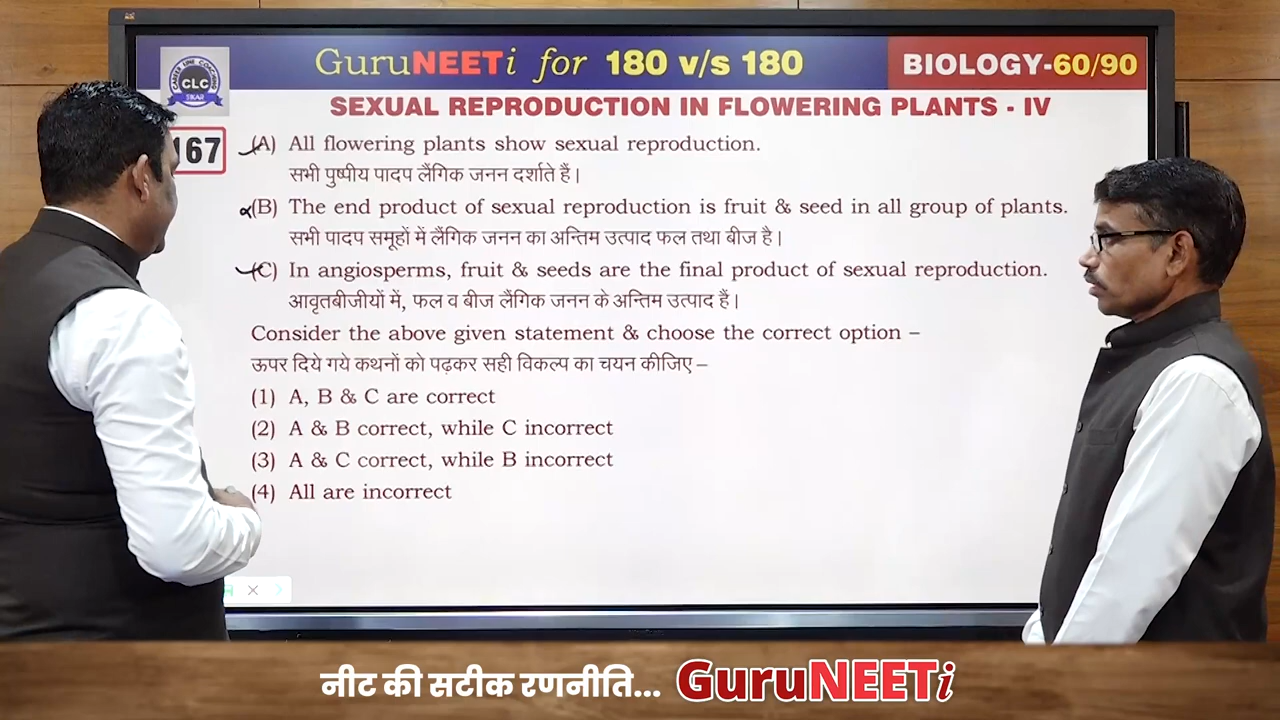 GuruNEETi for 180 v/s 180
BIOLOGY-60/90
CAREER LINE COACHING
CLC
SIKAR
SEXUAL REPRODUCTION IN FLOWERING PLANTS - IV
167
(A) All flowering plants show sexual reproduction.
सभी पुष्पीय पादप लैंगिक जनन दर्शाते हैं।
(B) The end product of sexual reproduction is fruit & seed in all group of plants.
सभी पादप समूहों में लैंगिक जनन का अन्तिम उत्पाद फल तथा बीज है।
(C) In angiosperms, fruit & seeds are the final product of sexual reproduction.
आवृतबीजीयों में, फल व बीज लैंगिक जनन के अन्तिम उत्पाद हैं।
Consider the above given statement & choose the correct option –
ऊपर दिये गये कथनों को पढ़कर सही विकल्प का चयन कीजिए –
(1) A, B & C are correct
(2) A & B correct, while C incorrect
(3) A & C correct, while B incorrect
(4) All are incorrect
नीट की सटीक रणनीति... GuruNEETi